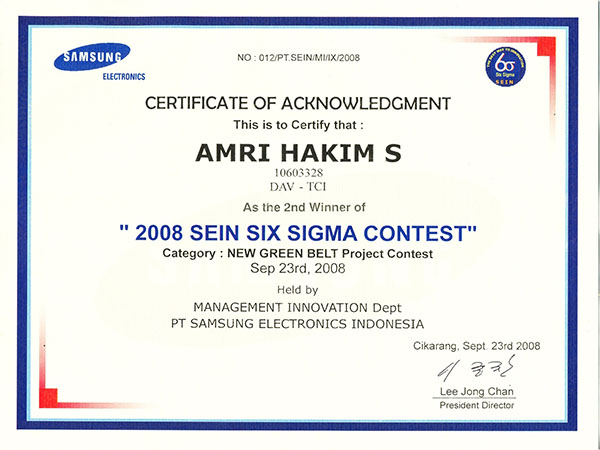 SAMSUNG
ELECTRONICS
NO : 012/PT.SEIN/MI/IX/2008
6σ
Six Sigma
SEIN
CERTIFICATE OF ACKNOWLEDGMENT
This is to Certify that :
AMRI HAKIM S
10603328
DAV - TCI
As the 2nd Winner of
" 2008 SEIN SIX SIGMA CONTEST"
Category : NEW GREEN BELT Project Contest
Sep 23rd, 2008
Held by
MANAGEMENT INNOVATION Dept
PT SAMSUNG ELECTRONICS INDONESIA
Cikarang, Sept. 23rd 2008
Lee Jong Chan
President Director